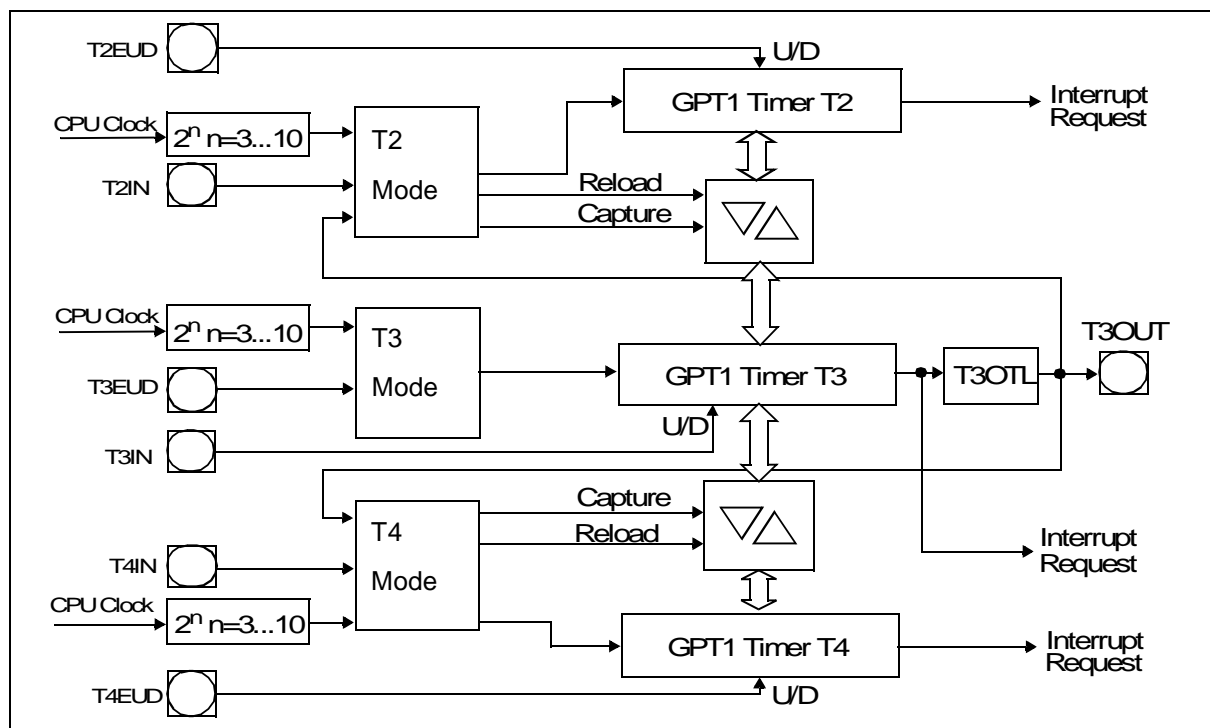 T2EUD
U/D
GPT1 Timer T2
Interrupt
Request
CPU Clock
2ⁿ n=3...10
T2
Mode
T2IN
Reload
Capture
CPU Clock
2ⁿ n=3...10
T3
Mode
T3OUT
GPT1 Timer T3
T3OTL
T3EUD
U/D
T3IN
Capture
T4
Reload
Mode
Interrupt
Request
T4IN
CPU Clock
2ⁿ n=3...10
GPT1 Timer T4
Interrupt
Request
T4EUD
U/D